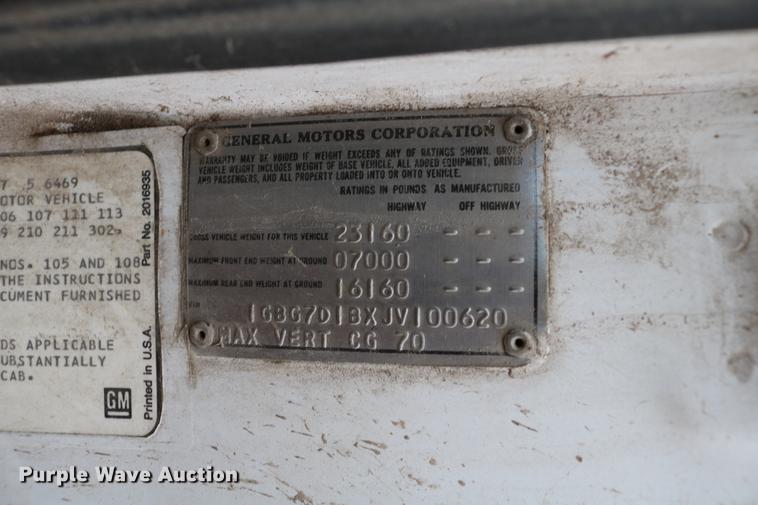 7 5 6469
OTOR VEHICLE
06 107 111 113
9 210 211 302
NDS. 105 AND 108
THE INSTRUCTIONS
CUMENT FURNISHED
DS APPLICABLE
SUBSTANTIALLY
CAB.
GM
Part No. 2016935
Printed in U.S.A.
GENERAL MOTORS CORPORATION
WARRANTY MAY BE VOIDED IF WEIGHT EXCEEDS ANY OF RATINGS SHOWN. GROSS
VEHICLE WEIGHT INCLUDES WEIGHT OF BASE VEHICLE, ALL ADDED EQUIPMENT, DRIVER
AND PASSENGERS, AND ALL PROPERTY LOADED INTO OR ONTO VEHICLE.
RATINGS IN POUNDS AS MANUFACTURED
HIGHWAY OFF HIGHWAY
GROSS VEHICLE WEIGHT FOR THIS VEHICLE 23160 - - -
MAXIMUM FRONT END WEIGHT AT GROUND 07000 - - -
MAXIMUM REAR END WEIGHT AT GROUND 16160 - - -
VIN 1GBG7D1BXJV100620
MAX VERT CG 70
Purple Wave Auction